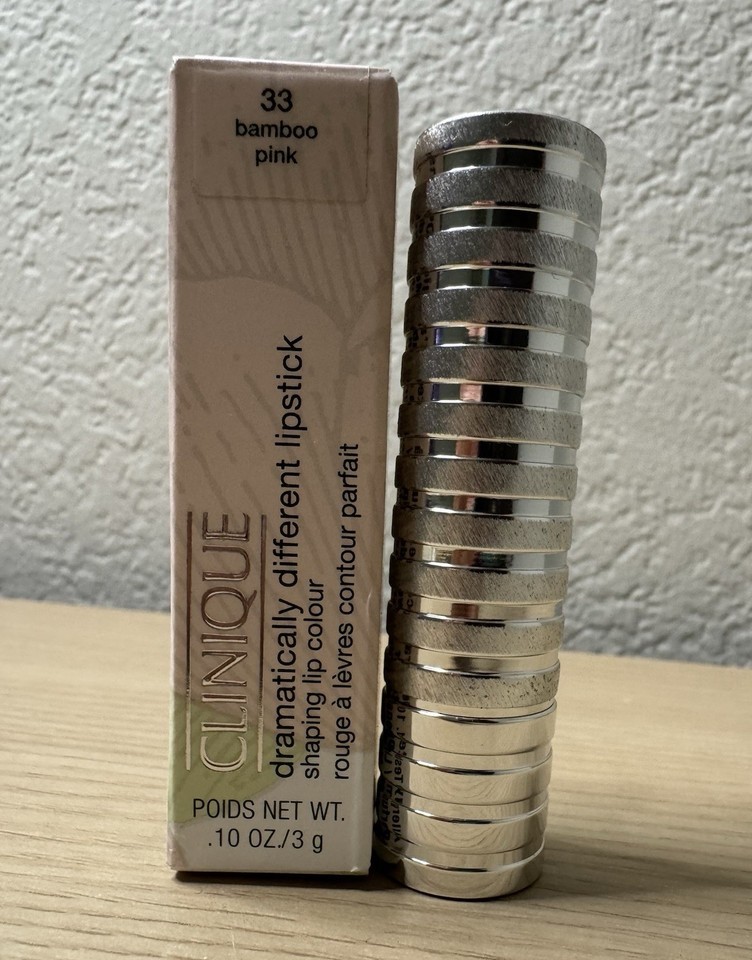 33
bamboo
pink
CLINIQUE
dramatically different lipstick
shaping lip colour
rouge à lèvres contour parfait
POIDS NET WT.
.10 OZ./3 g